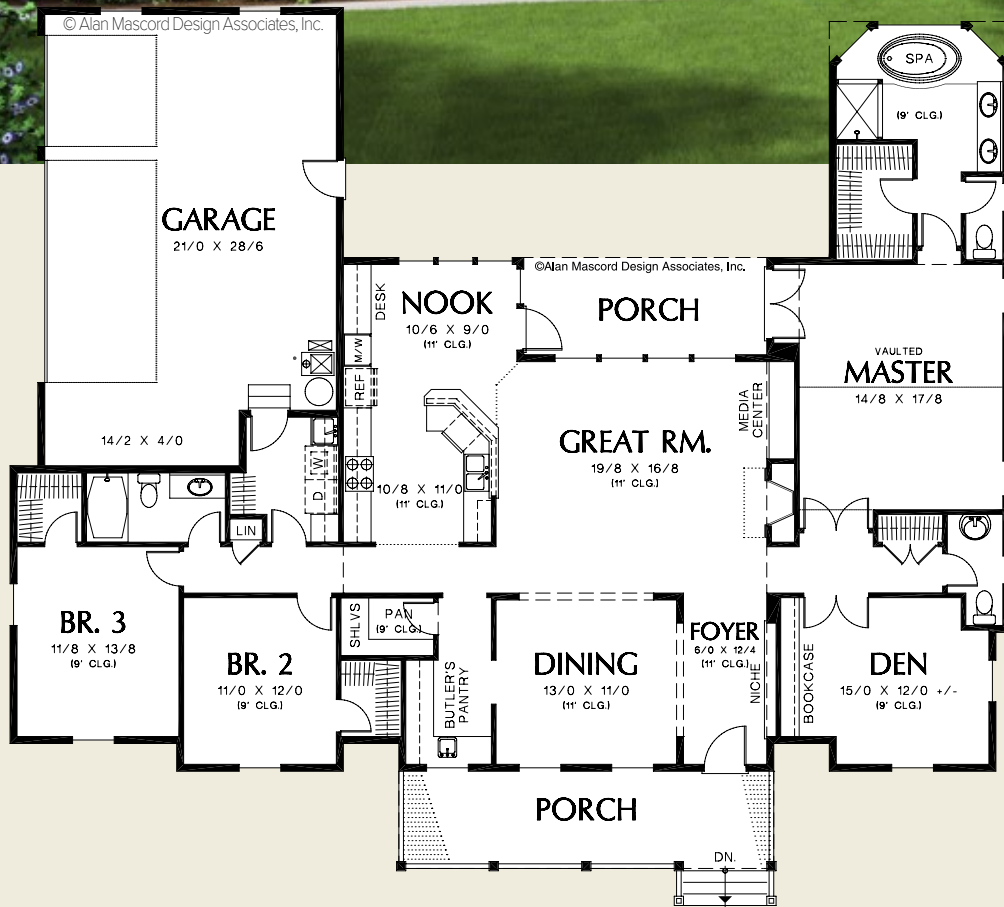 © Alan Mascord Design Associates, Inc.
SPA
(9' CLG.)
GARAGE
21/0 X 28/6
©Alan Mascord Design Associates, Inc.
DESK
NOOK
10/6 X 9/0
(11' CLG.)
PORCH
M/W
REF
VAULTED
MASTER
14/8 X 17/8
MEDIA
CENTER
14/2 X 4/0
GREAT RM.
19/8 X 16/8
(11' CLG.)
W
D
10/8 X 11/0
(11' CLG.)
LIN
BR. 3
11/8 X 13/8
(9' CLG.)
BR. 2
11/0 X 12/0
(9' CLG.)
SHLVS
PAN
(9' CLG.)
BUTLER'S
PANTRY
DINING
13/0 X 11/0
(11' CLG.)
FOYER
6/0 X 12/4
(11' CLG.)
NICHE
BOOKCASE
DEN
15/0 X 12/0 +/-
(9' CLG.)
PORCH
DN.